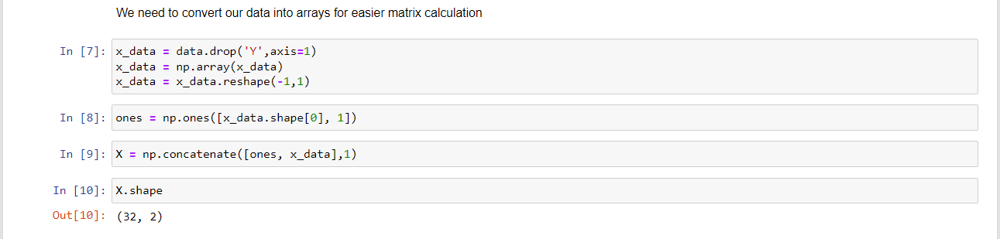 We need to convert our data into arrays for easier matrix calculation
In [7]: x_data = data.drop('Y',axis=1)
x_data = np.array(x_data)
x_data = x_data.reshape(-1,1)
In [8]: ones = np.ones([x_data.shape[0], 1])
In [9]: X = np.concatenate([ones, x_data],1)
In [10]: X.shape
Out[10]: (32, 2)